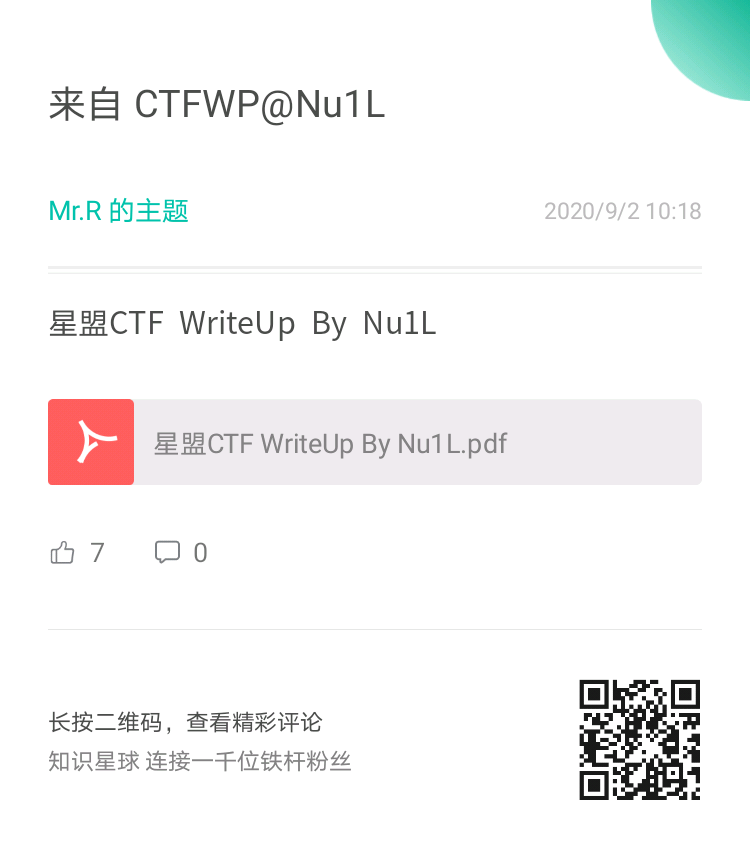 来自 CTFWP@Nu1L
Mr.R 的主题
2020/9/2 10:18
星盟CTF WriteUp By Nu1L
星盟CTF WriteUp By Nu1L.pdf
7 0
长按二维码，查看精彩评论
知识星球 连接一千位铁杆粉丝